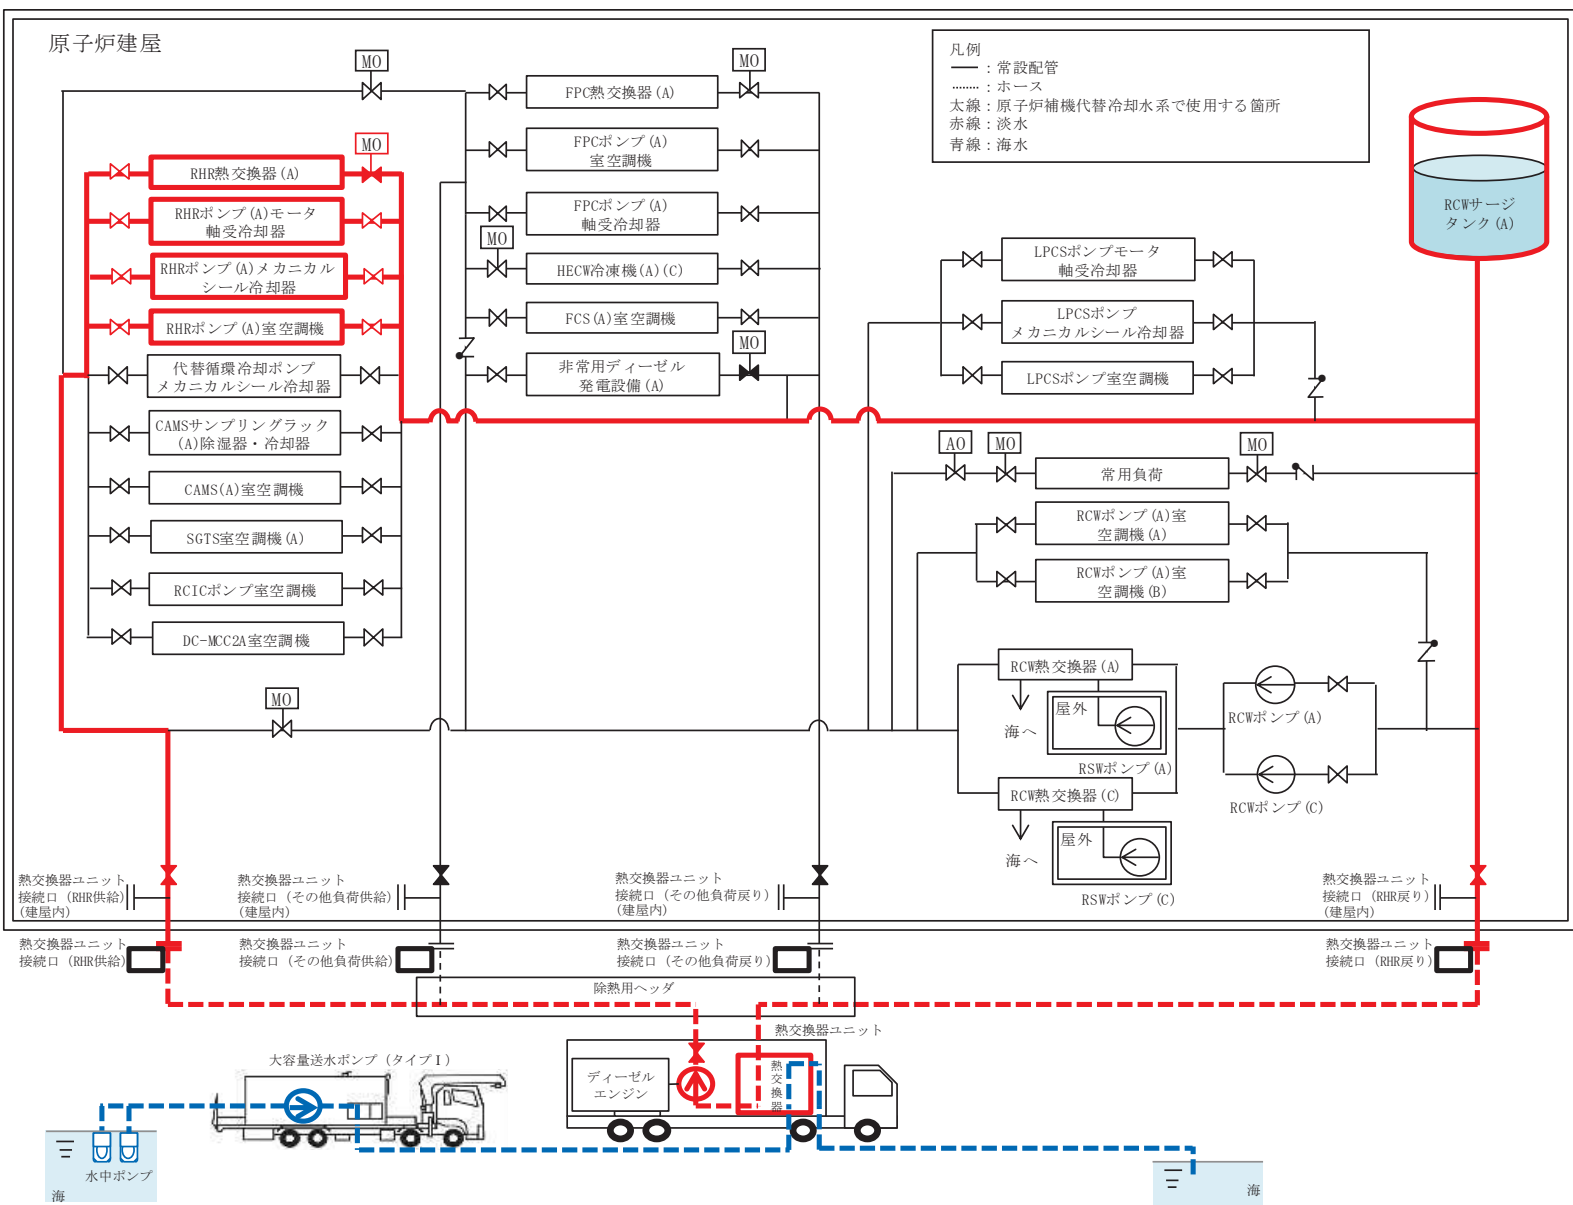 原子炉建屋
MO
MO
凡例
：常設配管
：ホース
太線：原子炉補機代替冷却水系で使用する箇所
赤線：淡水
青線：海水
FPC熱交換器(A)
FPCポンプ(A)
室空調機
FPCポンプ(A)
軸受冷却器
MO
HECW冷凍機(A)(C)
FCS(A)室空調機
MO
非常用ディーゼル
発電設備(A)
MO
RHR熱交換器(A)
RHRポンプ(A)モータ
軸受冷却器
RHRポンプ(A)メカニカル
シール冷却器
RHRポンプ(A)室空調機
代替循環冷却ポンプ
メカニカルシール冷却器
CAMSサンプリングラック
(A)除湿器・冷却器
CAMS(A)室空調機
SGTS室空調機(A)
RCICポンプ室空調機
DC-MCC2A室空調機
MO
RCWサージ
タンク(A)
LPCSポンプモータ
軸受冷却器
LPCSポンプ
メカニカルシール冷却器
LPCSポンプ室空調機
AO
MO
MO
常用負荷
RCWポンプ(A)室
空調機(A)
RCWポンプ(A)室
空調機(B)
RCW熱交換器(A)
海へ
屋外
RSWポンプ(A)
RCWポンプ(A)
RCW熱交換器(C)
海へ
屋外
RSWポンプ(C)
RCWポンプ(C)
熱交換器ユニット
接続口（RHR供給）
(建屋内)
熱交換器ユニット
接続口（その他負荷供給）
(建屋内)
熱交換器ユニット
接続口（その他負荷戻り）
(建屋内)
熱交換器ユニット
接続口（RHR戻り）
(建屋内)
熱交換器ユニット
接続口（RHR供給）
熱交換器ユニット
接続口（その他負荷供給）
熱交換器ユニット
接続口（その他負荷戻り）
熱交換器ユニット
接続口（RHR戻り）
除熱用ヘッダ
熱交換器ユニット
大容量送水ポンプ（タイプⅠ）
ディーゼル
エンジン
熱交換器
水中ポンプ
海
海